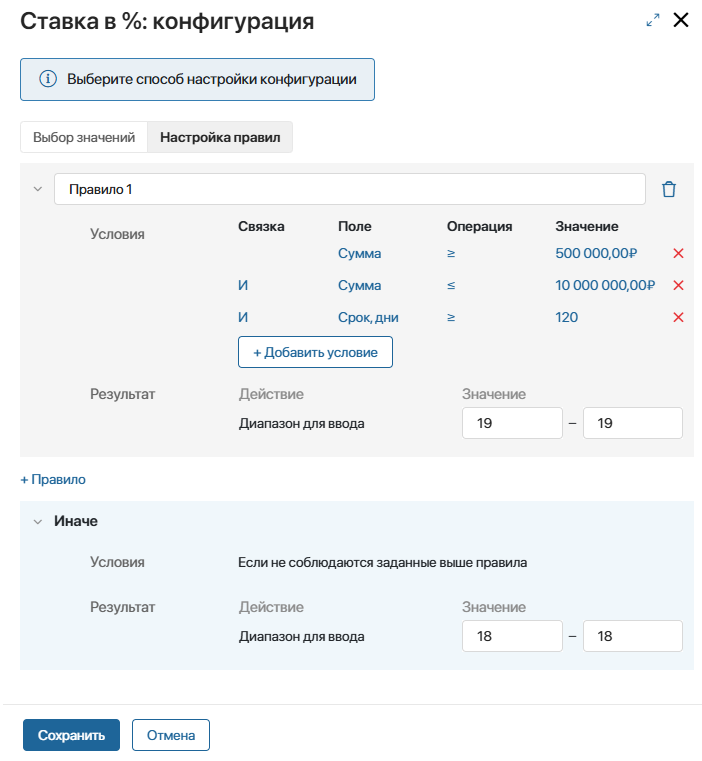 Ставка в %: конфигурация
Выберите способ настройки конфигурации
Выбор значений Настройка правил
Правило 1
Условия Связка Поле Операция Значение
Сумма ≥ 500 000,00₽
И Сумма ≤ 10 000 000,00₽
И Срок, дни ≥ 120
+ Добавить условие
Результат Действие Значение
Диапазон для ввода 19 – 19
+ Правило
Иначе
Условия Если не соблюдаются заданные выше правила
Результат Действие Значение
Диапазон для ввода 18 – 18
Сохранить Отмена